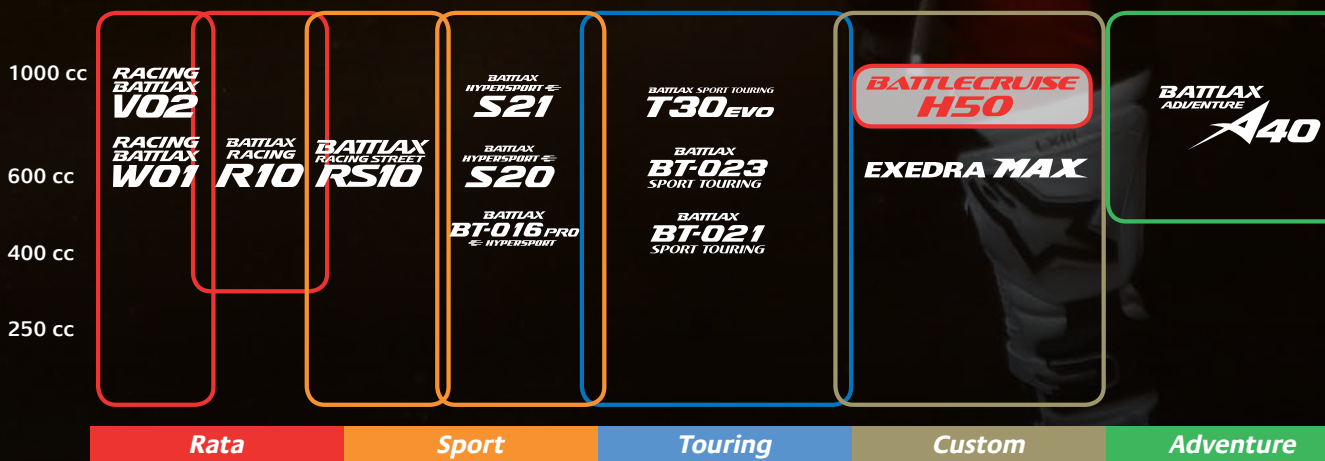 1000 cc
600 cc
400 cc
250 cc
RACING
BATTLAX
V02
RACING
BATTLAX
W01
BATTLAX
RACING
R10
BATTLAX
RACING STREET
RS10
BATTLAX
HYPERSPORT
S21
BATTLAX
HYPERSPORT
S20
BATTLAX
BT-016 PRO
HYPERSPORT
BATTLAX SPORT TOURING
T30 EVO
BATTLAX
BT-023
SPORT TOURING
BATTLAX
BT-021
SPORT TOURING
BATTLECRUISE
H50
EXEDRA MAX
BATTLAX
ADVENTURE
A40
Rata
Sport
Touring
Custom
Adventure